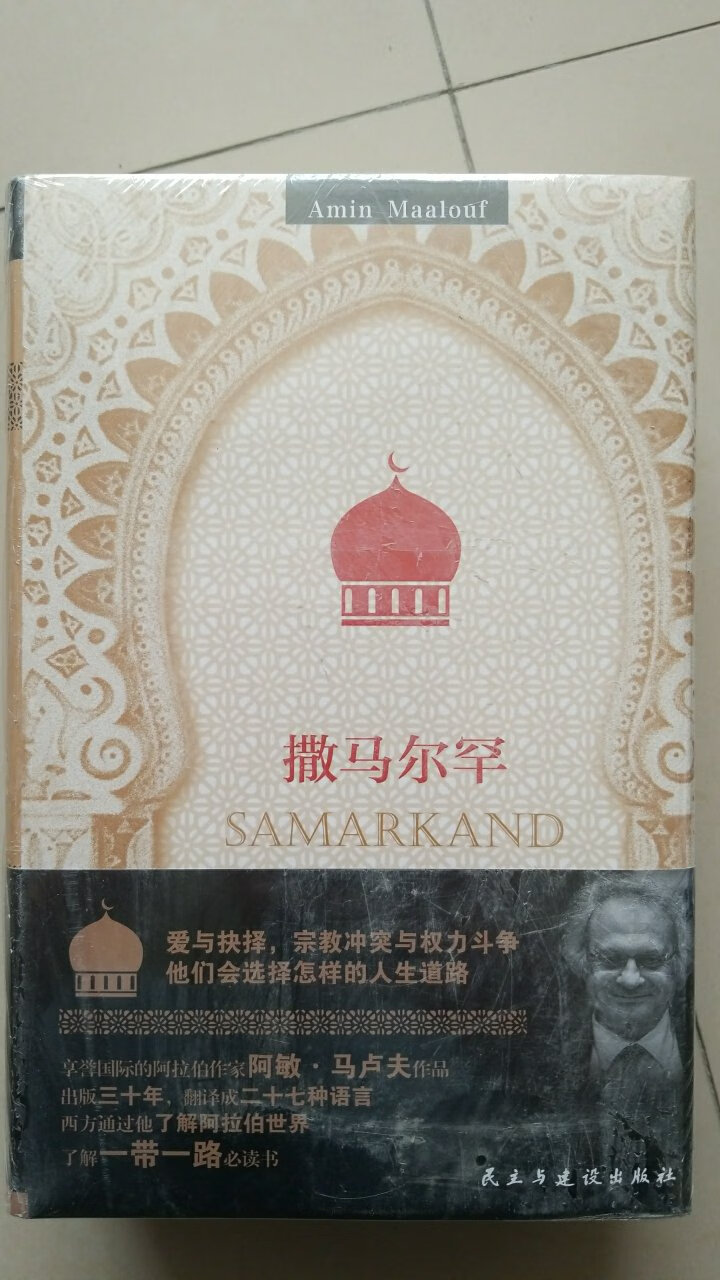 Amin Maalouf
撒马尔罕
SAMARKAND
爱与抉择，宗教冲突与权力斗争
他们会选择怎样的人生道路
享誉国际的阿拉伯作家阿敏·马卢夫作品
出版三十年，翻译成二十七种语言
西方通过他了解阿拉伯世界
了解一带一路必读书
民主与建设出版社